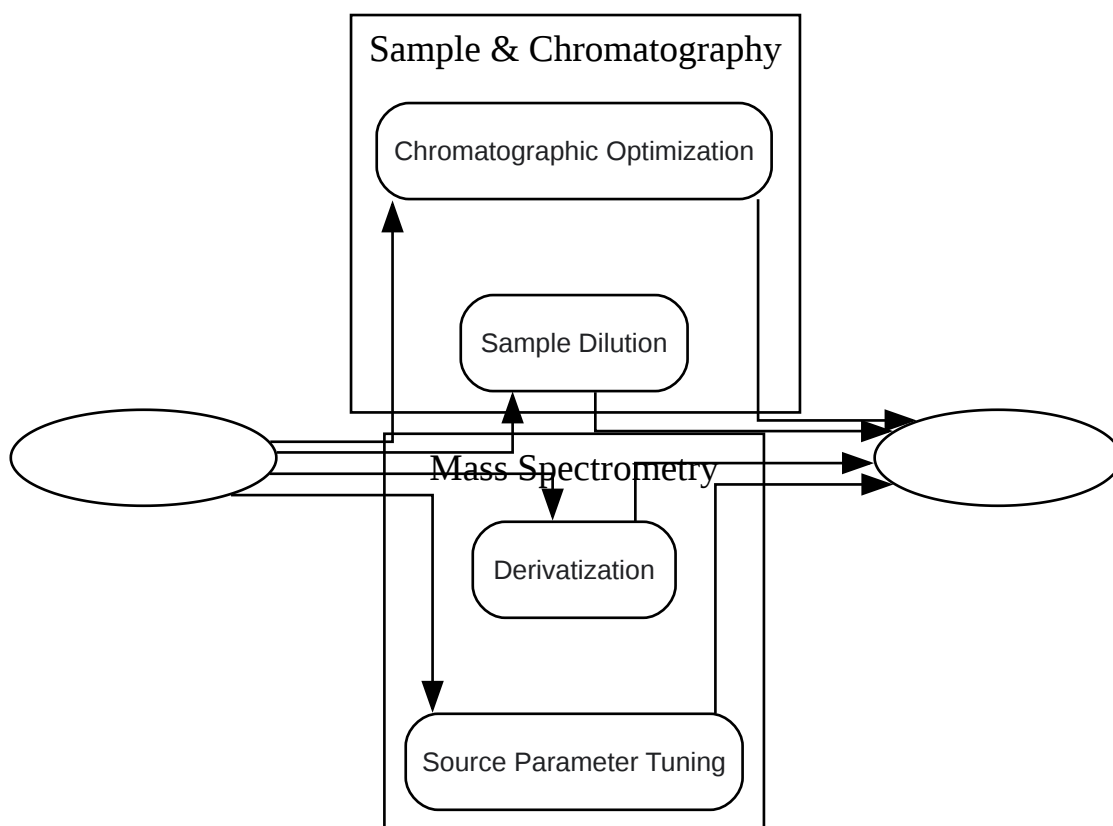 Sample & Chromatography
Chromatographic Optimization
Sample Dilution
Mass Spectrometry
Derivatization
Source Parameter Tuning